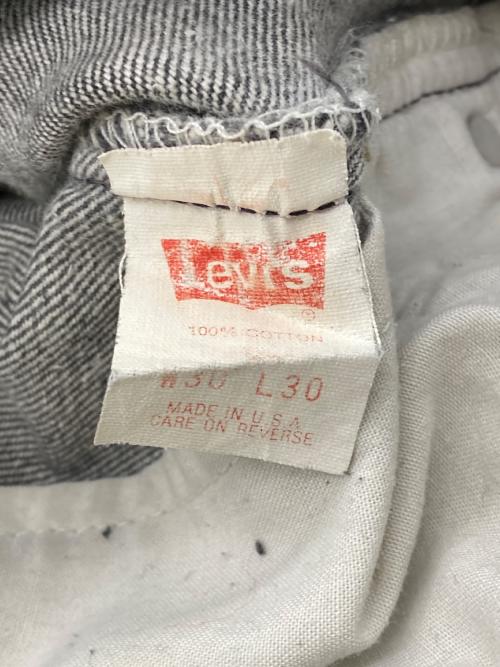 Levi's
®
100% COTTON
W30 L30
MADE IN U.S.A
CARE ON REVERSE